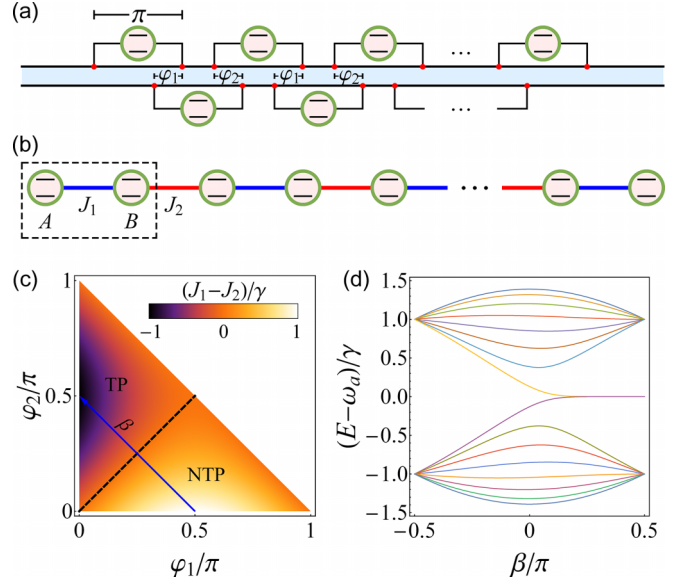 (a)
π
φ₁ φ₂ φ₁ φ₂ ...
...
(b)
J₁ J₂ ...
A B
(c)
(J₁−J₂)/γ
−1 0 1
TP
β
NTP
φ₂/π
1
0.5
0
0 0.5 1
φ₁/π
(d)
(E−ωₐ)/γ
1.5
1.0
0.5
0.0
−0.5
−1.0
−1.5
−0.5 0 0.5
β/π